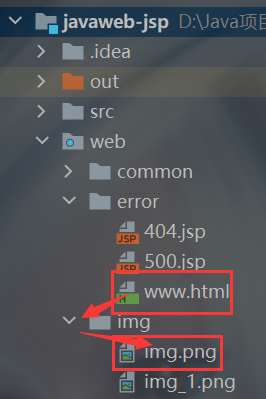 javaweb-jsp D:\Java项
.idea
out
src
web
common
error
JSP 404.jsp
JSP 500.jsp
www.html
img
img.png
img_1.png